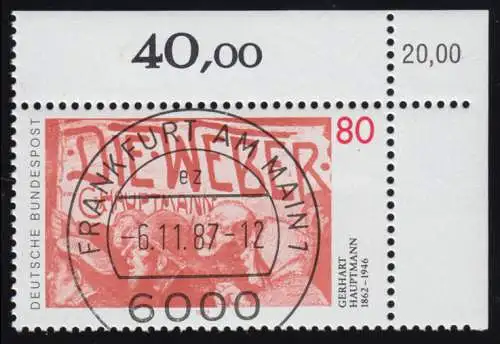 40,00
20,00
DEUTSCHE BUNDESPOST
DIE WEBER
HAUPTMANN
80
GERHART
HAUPTMANN
1862-1946
FRANKFURT AM MAIN 1
ez
-6.11.87-12
6000